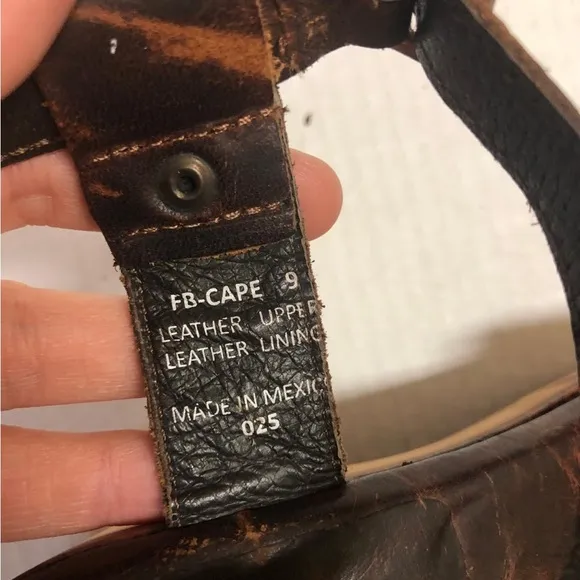 FB-CAPE 9
LEATHER UPPER
LEATHER LINING
MADE IN MEXICO
025